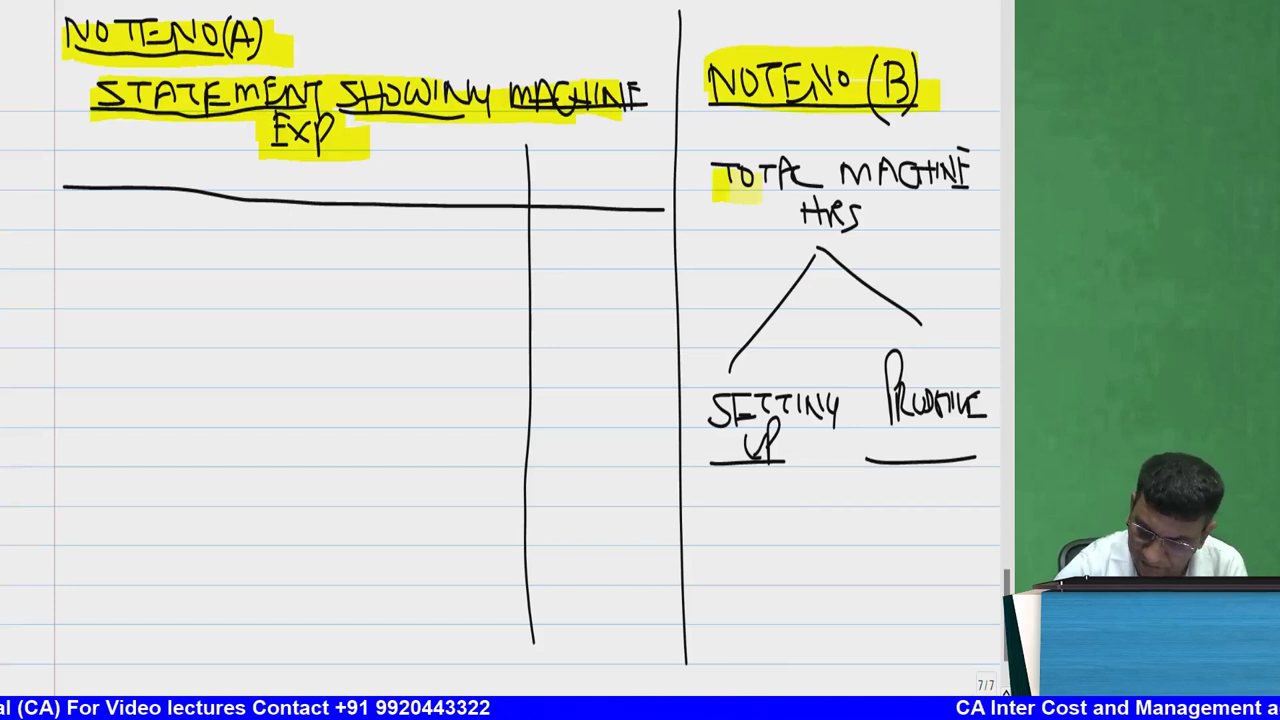 NOTE NO (A)
STATEMENT SHOWING MACHINE
EXP
NOTE NO (B)
TOTAL MACHINE
HRS
SETTING
UP
7/7
al (CA) For Video lectures Contact +91 9920443322
CA Inter Cost and Management a